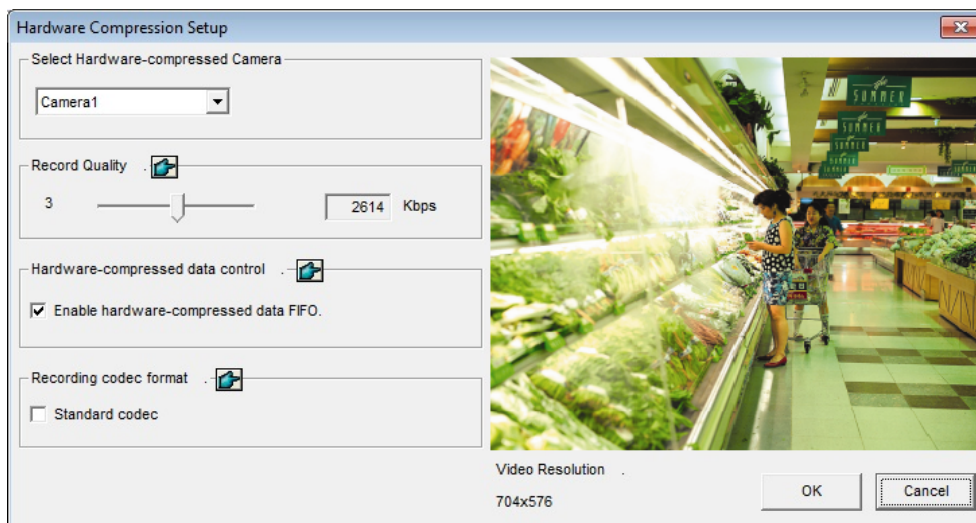 Hardware Compression Setup
Select Hardware-compressed Camera
Camera1
Record Quality .
3
2614 Kbps
Hardware-compressed data control .
Enable hardware-compressed data FIFO.
Recording codec format .
Standard codec
SUMMER
SUMMER
SUMMER
Video Resolution .
704x576
OK
Cancel